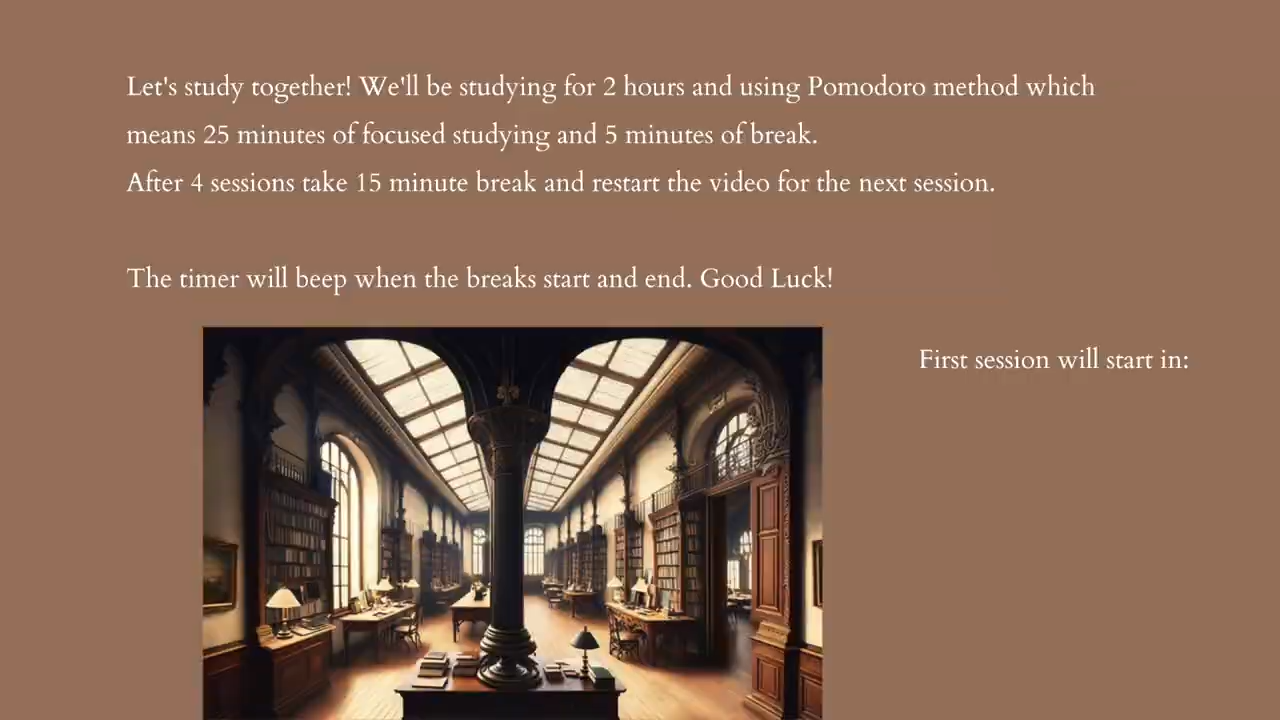 Let's study together! We'll be studying for 2 hours and using Pomodoro method which
means 25 minutes of focused studying and 5 minutes of break.
After 4 sessions take 15 minute break and restart the video for the next session.
The timer will beep when the breaks start and end. Good Luck!
First session will start in: